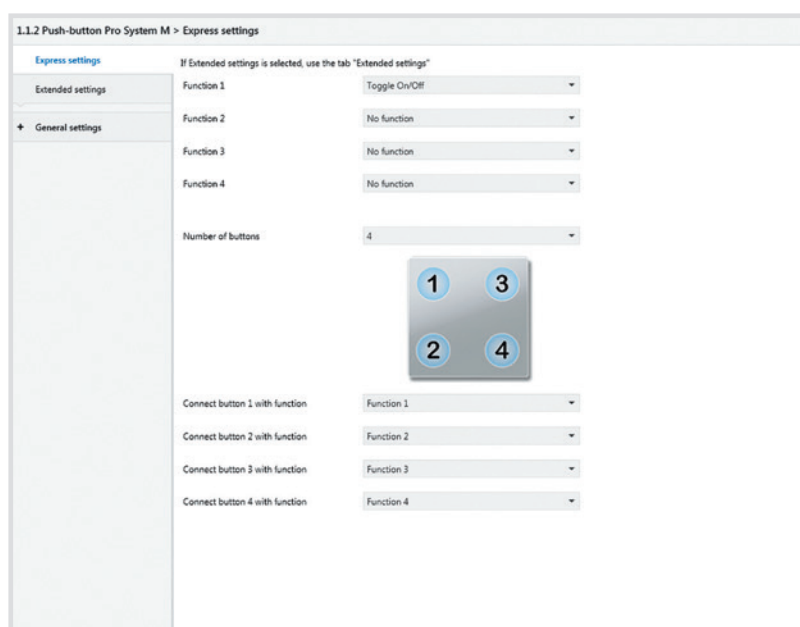 1.1.2 Push-button Pro System M > Express settings
Express settings
Extended settings
+ General settings
If Extended settings is selected, use the tab "Extended settings"
Function 1 Toggle On/Off
Function 2 No function
Function 3 No function
Function 4 No function
Number of buttons 4
1 3
2 4
Connect button 1 with function Function 1
Connect button 2 with function Function 2
Connect button 3 with function Function 3
Connect button 4 with function Function 4